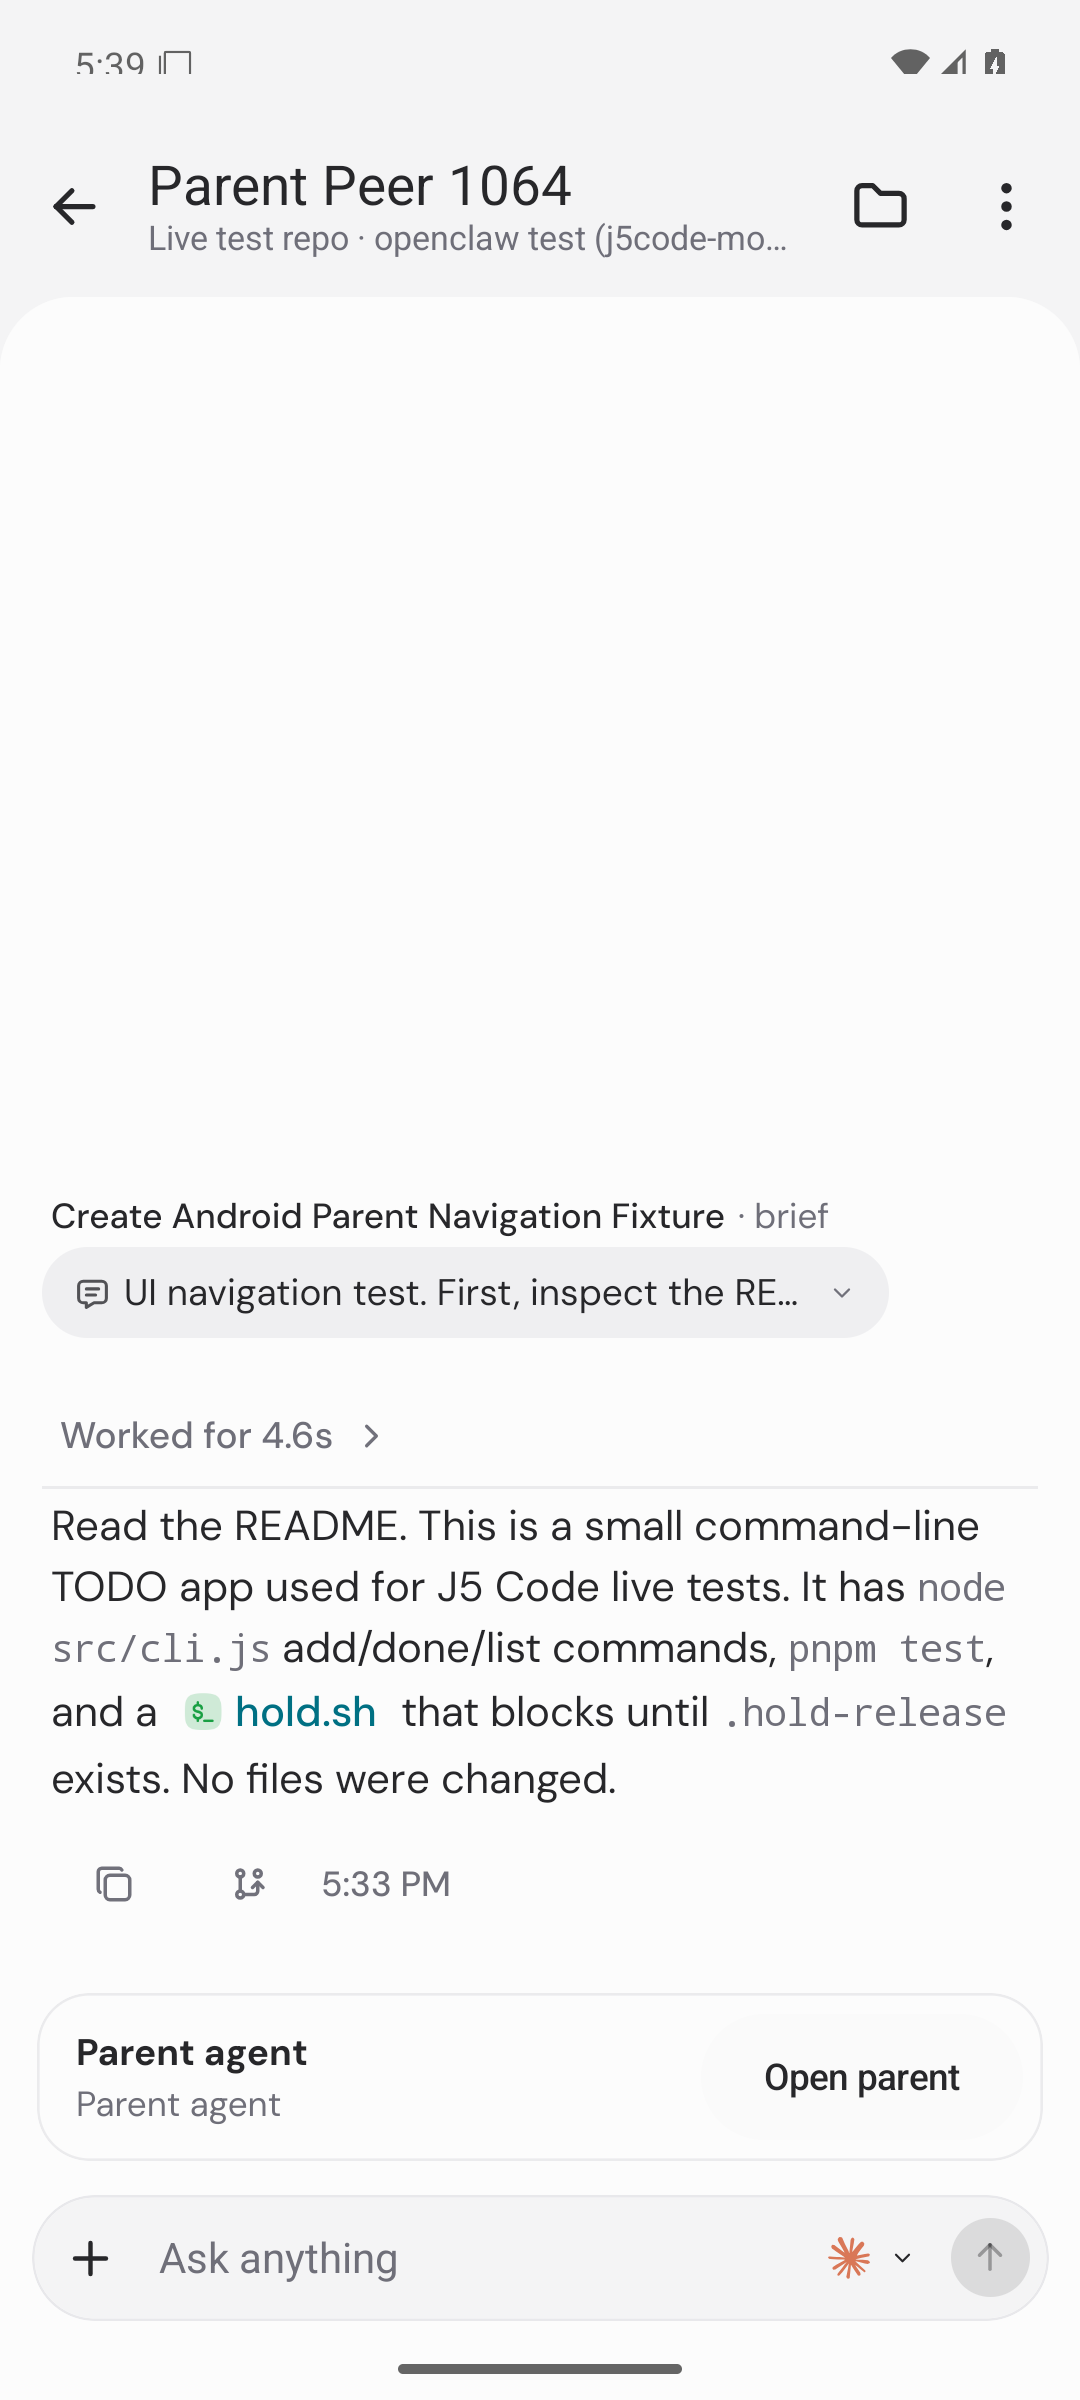 5:39
Parent Peer 1064
Live test repo · openclaw test (j5code-mo...
Create Android Parent Navigation Fixture · brief
UI navigation test. First, inspect the RE...
Worked for 4.6s
Read the README. This is a small command-line
TODO app used for J5 Code live tests. It has node
src/cli.js add/done/list commands, pnpm test,
and a $_ hold.sh that blocks until .hold-release
exists. No files were changed.
5:33 PM
Parent agent
Parent agent
Open parent
Ask anything